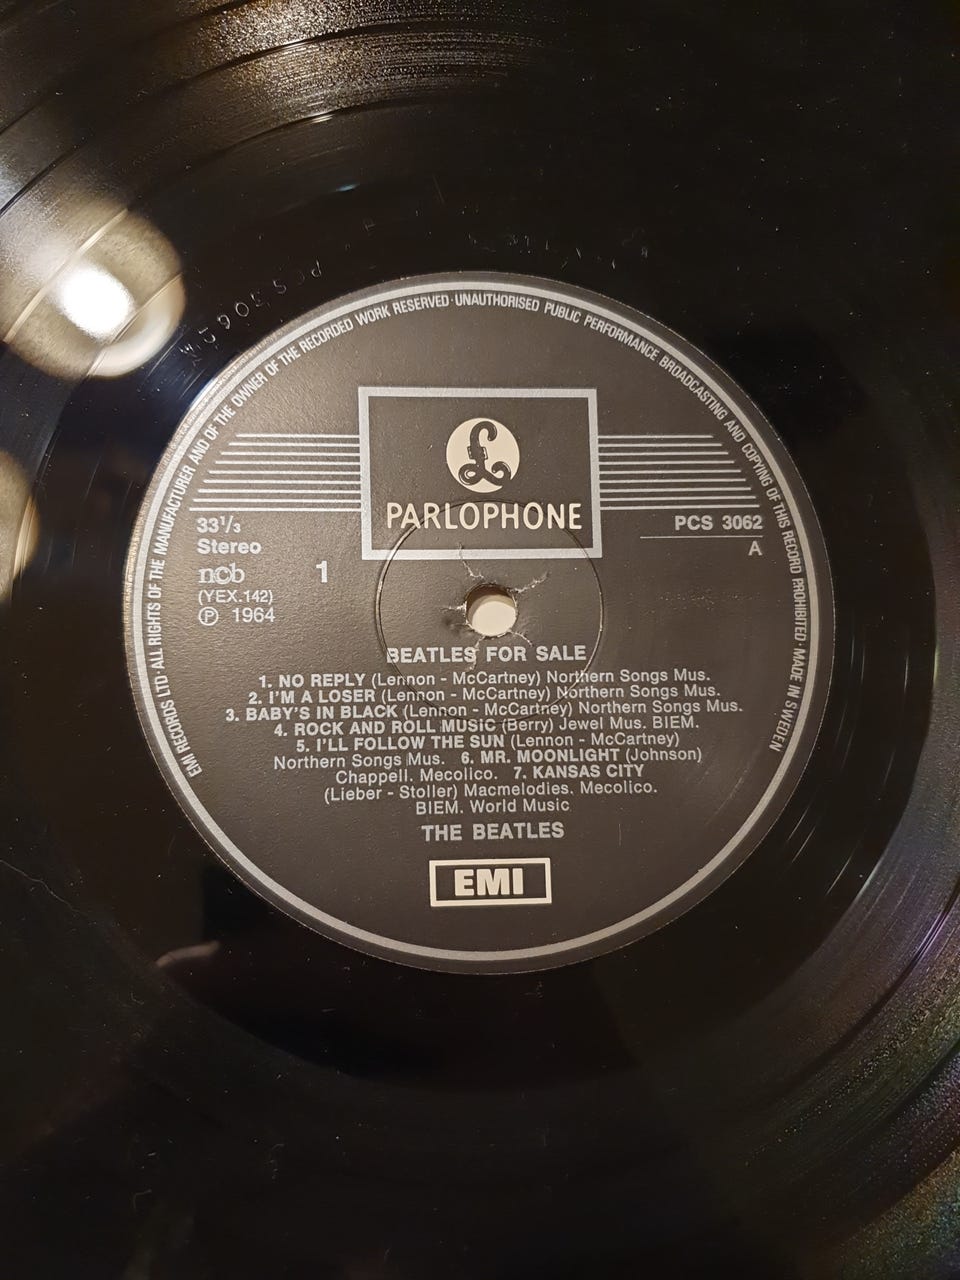 EMI RECORDS LTD · ALL RIGHTS OF THE MANUFACTURER AND OF THE OWNER OF THE RECORDED WORK RESERVED · UNAUTHORISED PUBLIC PERFORMANCE BROADCASTING AND COPYING OF THIS RECORD PROHIBITED · MADE IN SWEDEN
£
PARLOPHONE
33 1/3
Stereo
ncb
(YEX.142)
℗ 1964
1
PCS 3062
A
BEATLES FOR SALE
1. NO REPLY (Lennon - McCartney) Northern Songs Mus.
2. I'M A LOSER (Lennon - McCartney) Northern Songs Mus.
3. BABY'S IN BLACK (Lennon - McCartney) Northern Songs Mus.
4. ROCK AND ROLL MUSIC (Berry) Jewel Mus. BIEM.
5. I'LL FOLLOW THE SUN (Lennon - McCartney)
Northern Songs Mus. 6. MR. MOONLIGHT (Johnson)
Chappell. Mecolico. 7. KANSAS CITY
(Lieber - Stoller) Macmelodies. Mecolico.
BIEM. World Music
THE BEATLES
EMI